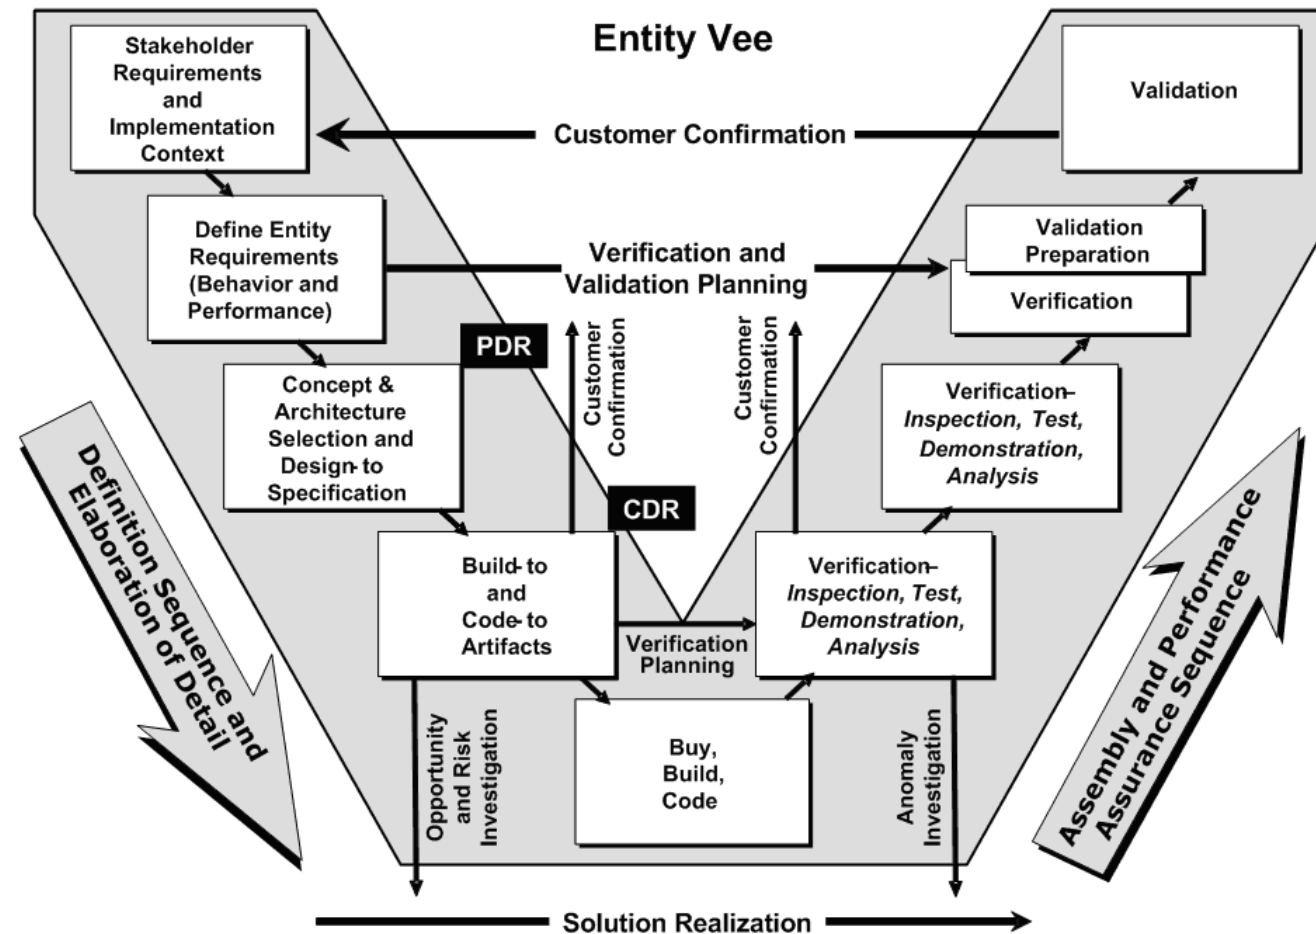 Entity Vee
Stakeholder
Requirements
and
Implementation
Context
Customer Confirmation
Validation
Define Entity
Requirements
(Behavior and
Performance)
Verification and
Validation Planning
Validation
Preparation
Verification
PDR
Concept &
Architecture
Selection and
Design-to
Specification
Customer
Confirmation
Customer
Confirmation
Verification–
Inspection, Test,
Demonstration,
Analysis
CDR
Build-to
and
Code-to
Artifacts
Verification
Planning
Verification–
Inspection, Test,
Demonstration,
Analysis
Buy,
Build,
Code
Opportunity
and Risk
Investigation
Anomaly
Investigation
Definition Sequence and
Elaboration of Detail
Assembly and Performance
Assurance Sequence
Solution Realization